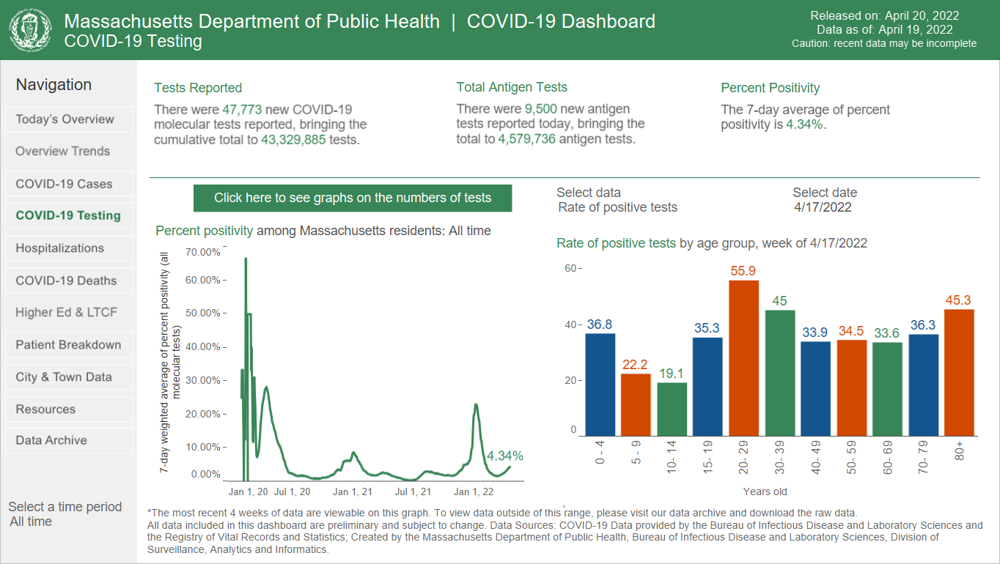 Massachusetts Department of Public Health | COVID-19 Dashboard
COVID-19 Testing
Released on: April 20, 2022
Data as of: April 19, 2022
Caution: recent data may be incomplete
Navigation
Today's Overview
Overview Trends
COVID-19 Cases
COVID-19 Testing
Hospitalizations
COVID-19 Deaths
Higher Ed & LTCF
Patient Breakdown
City & Town Data
Resources
Data Archive
Select a time period
All time
Tests Reported
There were 47,773 new COVID-19
molecular tests reported, bringing the
cumulative total to 43,329,885 tests.
Total Antigen Tests
There were 9,500 new antigen
tests reported today, bringing the
total to 4,579,736 antigen tests.
Percent Positivity
The 7-day average of percent
positivity is 4.34%.
Click here to see graphs on the numbers of tests
Percent positivity among Massachusetts residents: All time
7-day weighted average of percent positivity (all
molecular tests)
70.00%
60.00%
50.00%
40.00%
30.00%
20.00%
10.00%
0.00%
4.34%
Jan 1, 20 Jul 1, 20 Jan 1, 21 Jul 1, 21 Jan 1, 22
Select data
Rate of positive tests
Select date
4/17/2022
Rate of positive tests by age group, week of 4/17/2022
60
40
20
0
36.8 22.2 19.1 35.3 55.9 45 33.9 34.5 33.6 36.3 45.3
0 - 4 5 - 9 10- 14 15- 19 20- 29 30- 39 40- 49 50- 59 60- 69 70- 79 80+
Years old
*The most recent 4 weeks of data are viewable on this graph. To view data outside of this range, please visit our data archive and download the raw data.
All data included in this dashboard are preliminary and subject to change. Data Sources: COVID-19 Data provided by the Bureau of Infectious Disease and Laboratory Sciences and
the Registry of Vital Records and Statistics; Created by the Massachusetts Department of Public Health, Bureau of Infectious Disease and Laboratory Sciences, Division of
Surveillance, Analytics and Informatics.